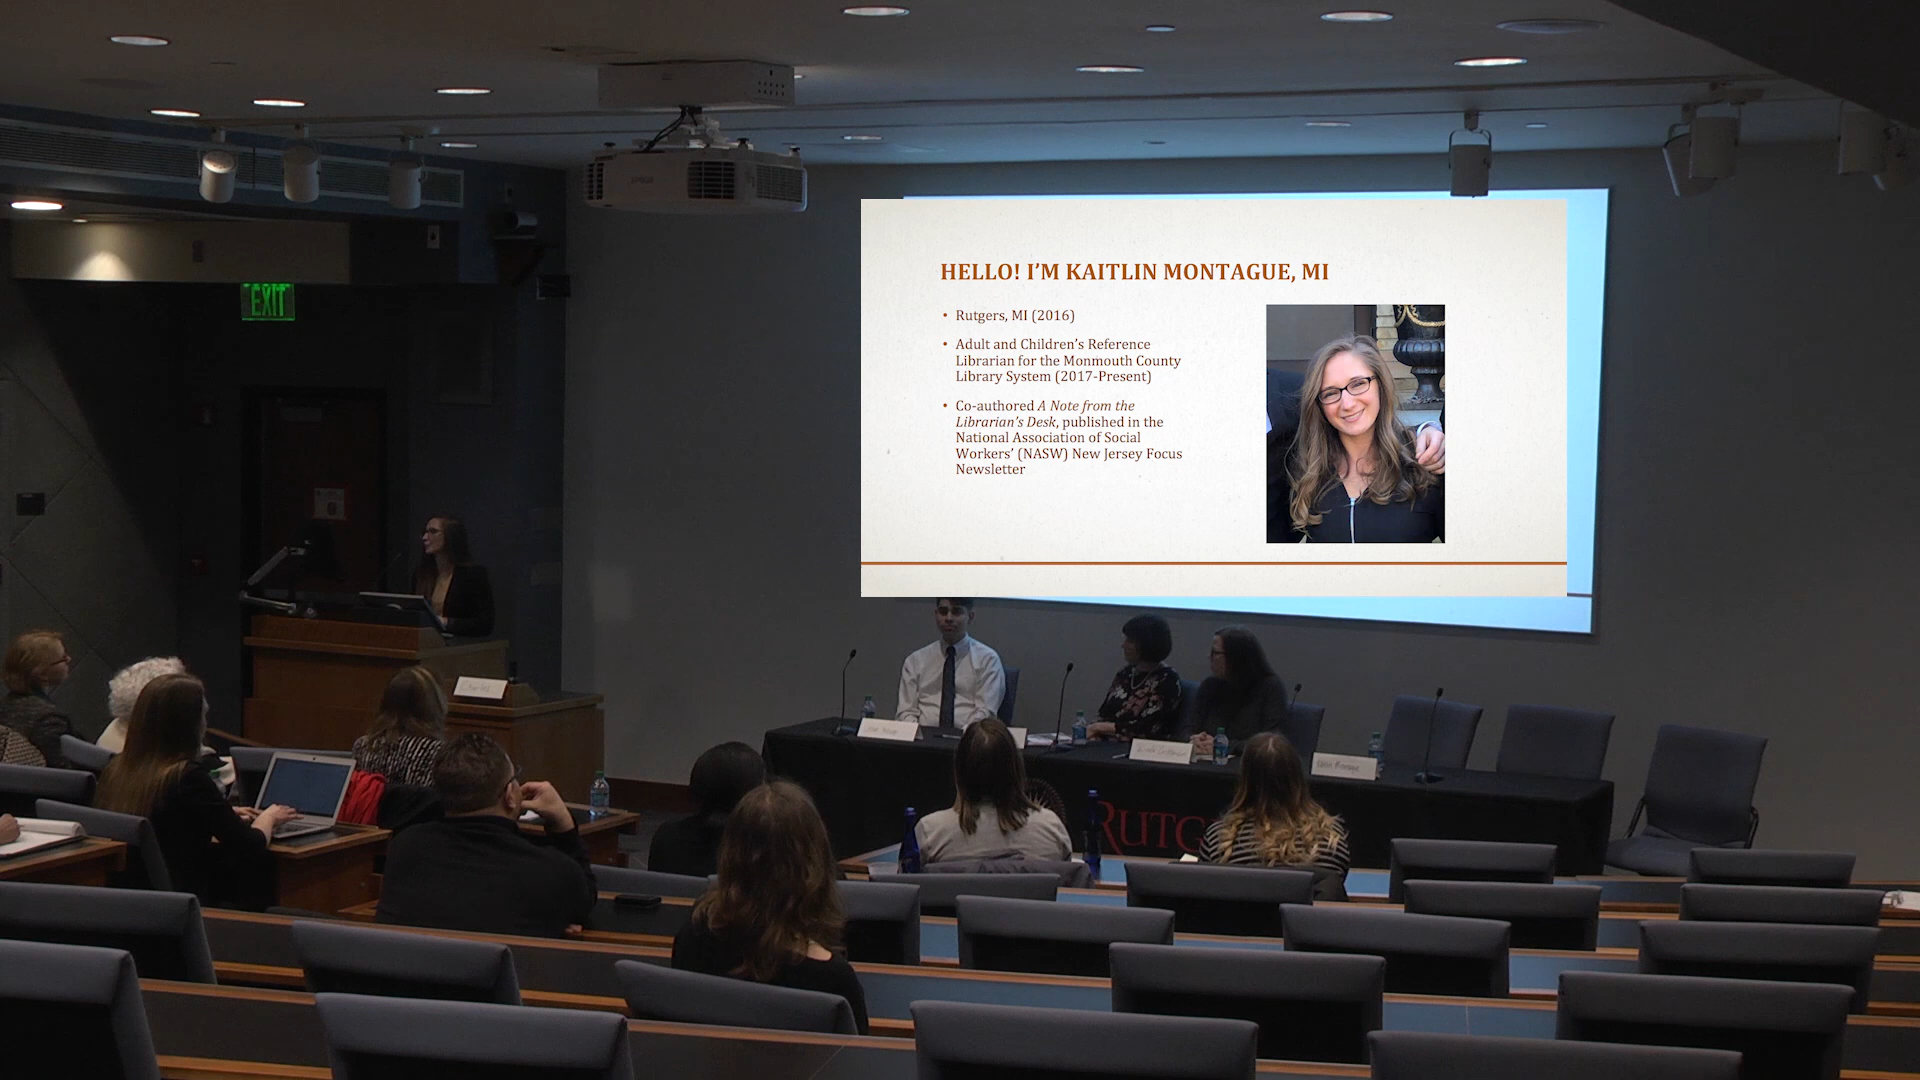 HELLO! I'M KAITLIN MONTAGUE, MI
• Rutgers, MI (2016)
• Adult and Children's Reference
Librarian for the Monmouth County
Library System (2017-Present)
• Co-authored A Note from the
Librarian's Desk, published in the
National Association of Social
Workers' (NASW) New Jersey Focus
Newsletter
EXIT
RUTG